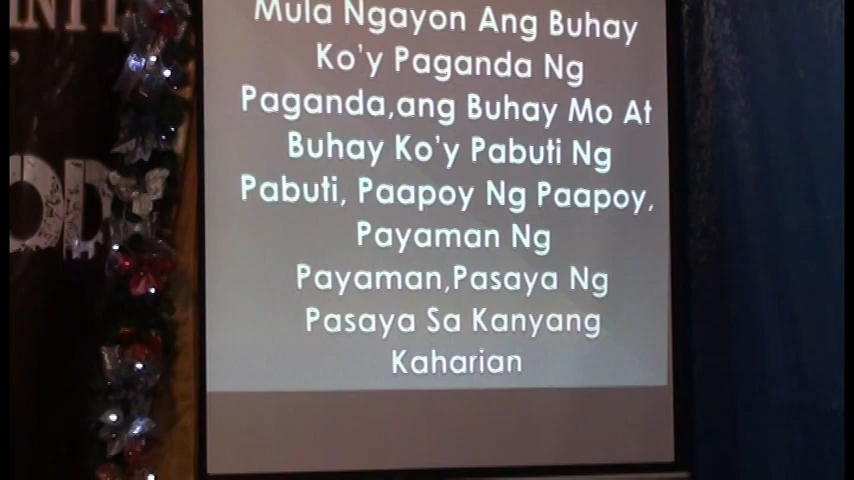 Mula Ngayon Ang Buhay
Ko'y Paganda Ng
Paganda,ang Buhay Mo At
Buhay Ko'y Pabuti Ng
Pabuti, Paapoy Ng Paapoy,
Payaman Ng
Payaman,Pasaya Ng
Pasaya Sa Kanyang
Kaharian